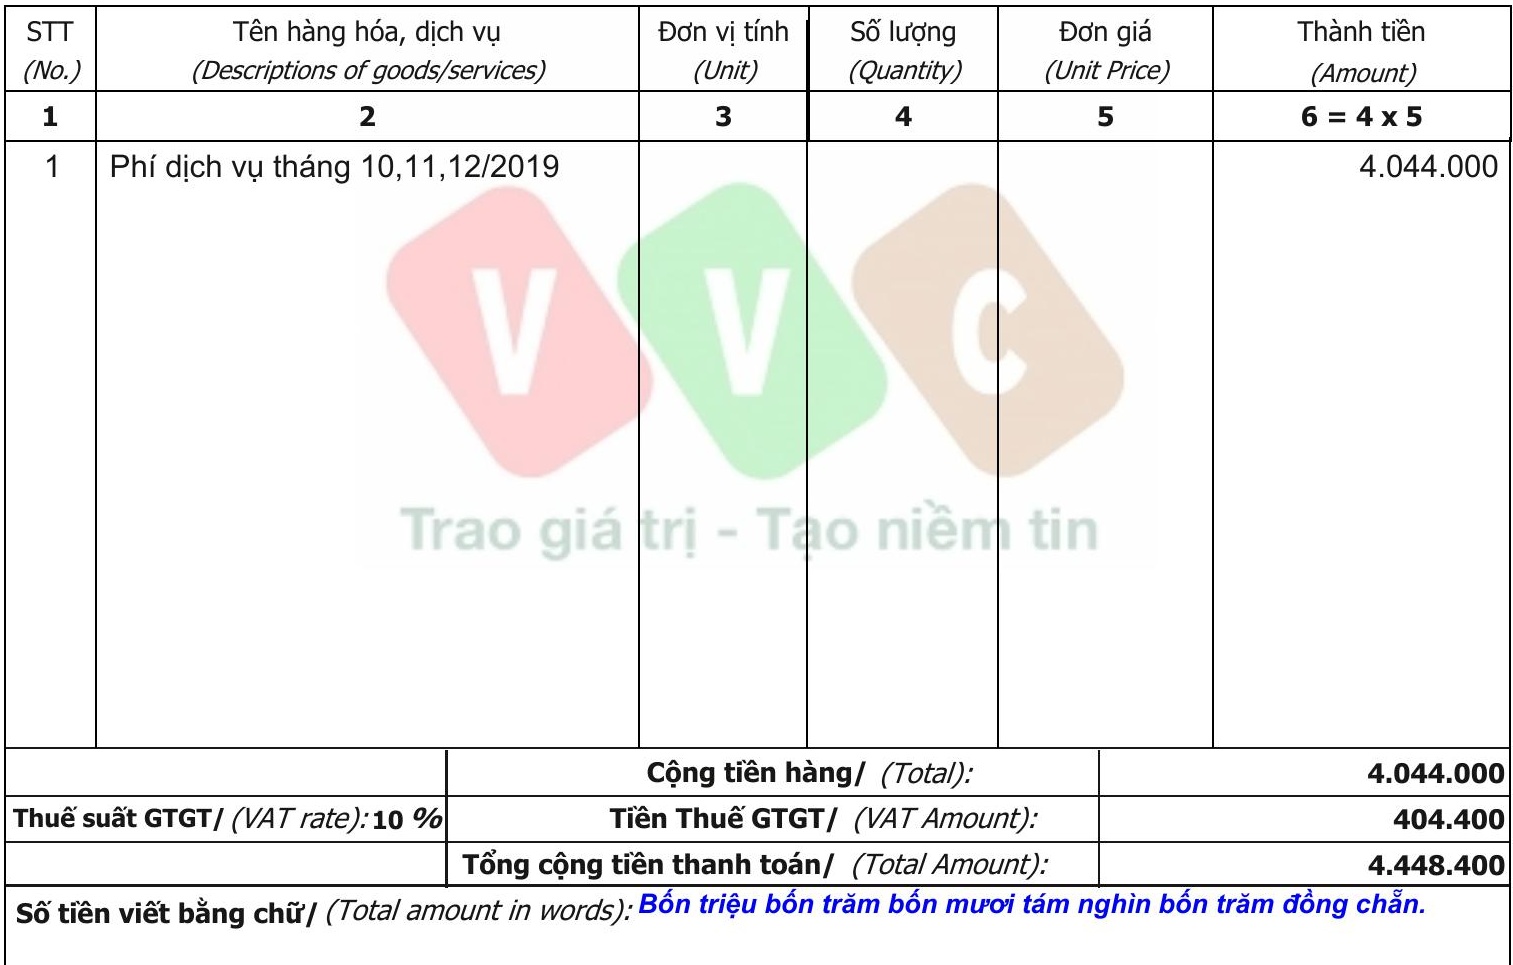 STT Tên hàng hóa, dịch vụ Đơn vị tính Số lượng Đơn giá Thành tiền
(No.) (Descriptions of goods/services) (Unit) (Quantity) (Unit Price) (Amount)
1 2 3 4 5 6 = 4 x 5
1 Phí dịch vụ tháng 10,11,12/2019 4.044.000
V V C
Trao giá trị - Tạo niềm tin
Cộng tiền hàng/ (Total): 4.044.000
Thuế suất GTGT/ (VAT rate): 10 % Tiền Thuế GTGT/ (VAT Amount): 404.400
Tổng cộng tiền thanh toán/ (Total Amount): 4.448.400
Số tiền viết bằng chữ/ (Total amount in words): Bốn triệu bốn trăm bốn mươi tám nghìn bốn trăm đồng chẵn.